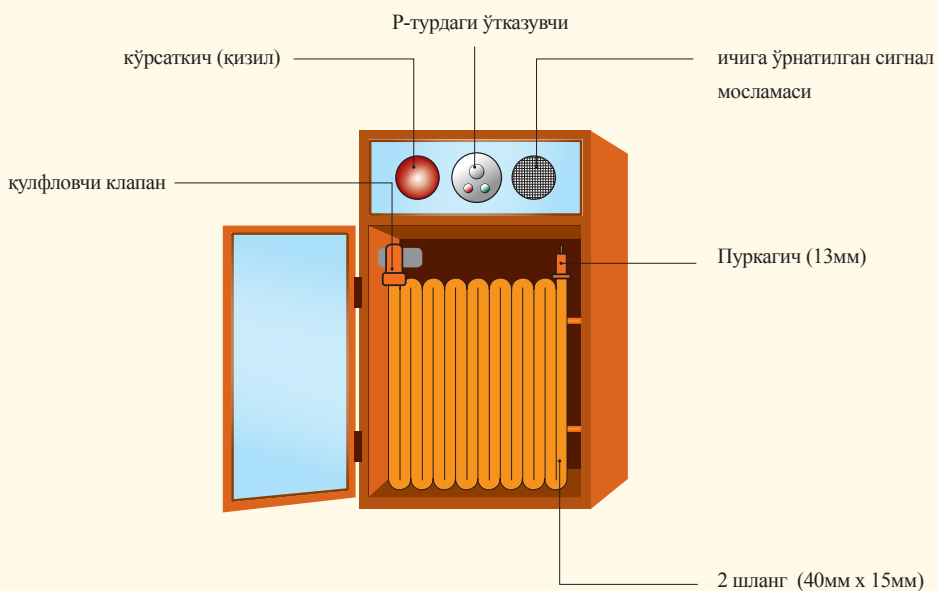 Р-турдаги ўтказувчи
кўрсаткич (қизил)
ичига ўрнатилган сигнал
мосламаси
қулфловчи клапан
Пуркагич (13мм)
2 шланг (40мм х 15мм)